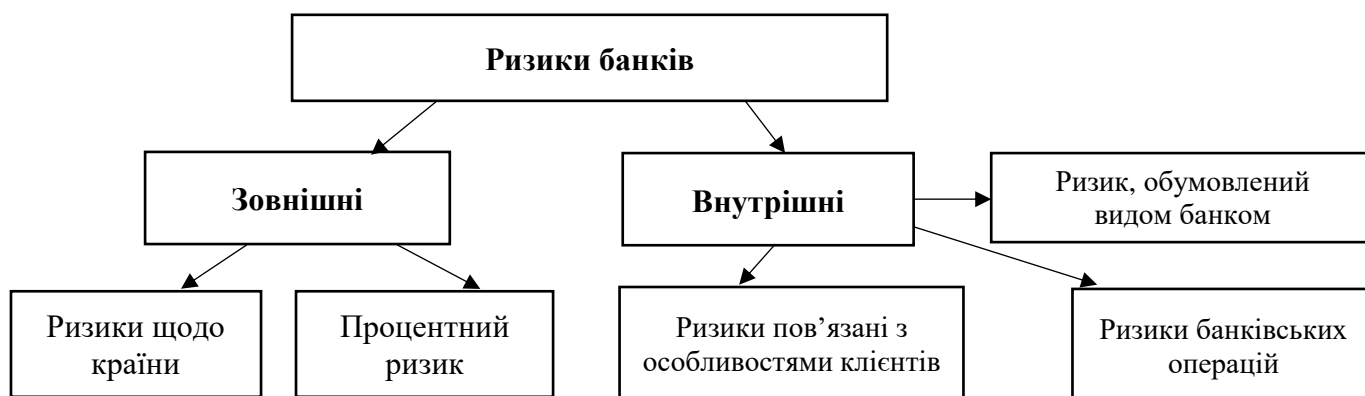 Ризики банків
Зовнішні
Внутрішні
Ризик, обумовлений
видом банком
Ризики щодо
країни
Процентний
ризик
Ризики пов’язані з
особливостями клієнтів
Ризики банківських
операцій